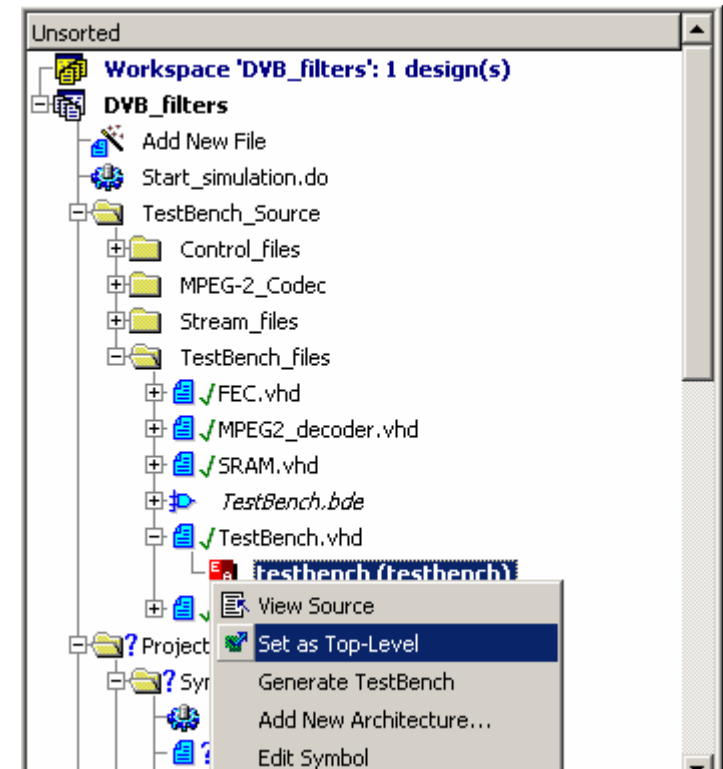 Unsorted
Workspace 'DVB_filters': 1 design(s)
DVB_filters
Add New File
Start_simulation.do
TestBench_Source
Control_files
MPEG-2_Codec
Stream_files
TestBench_files
FEC.vhd
MPEG2_decoder.vhd
SRAM.vhd
TestBench.bde
TestBench.vhd
testbench (testbench)
View Source
? Project
Set as Top-Level
? Syn
Generate TestBench
Add New Architecture...
?
Edit Symbol